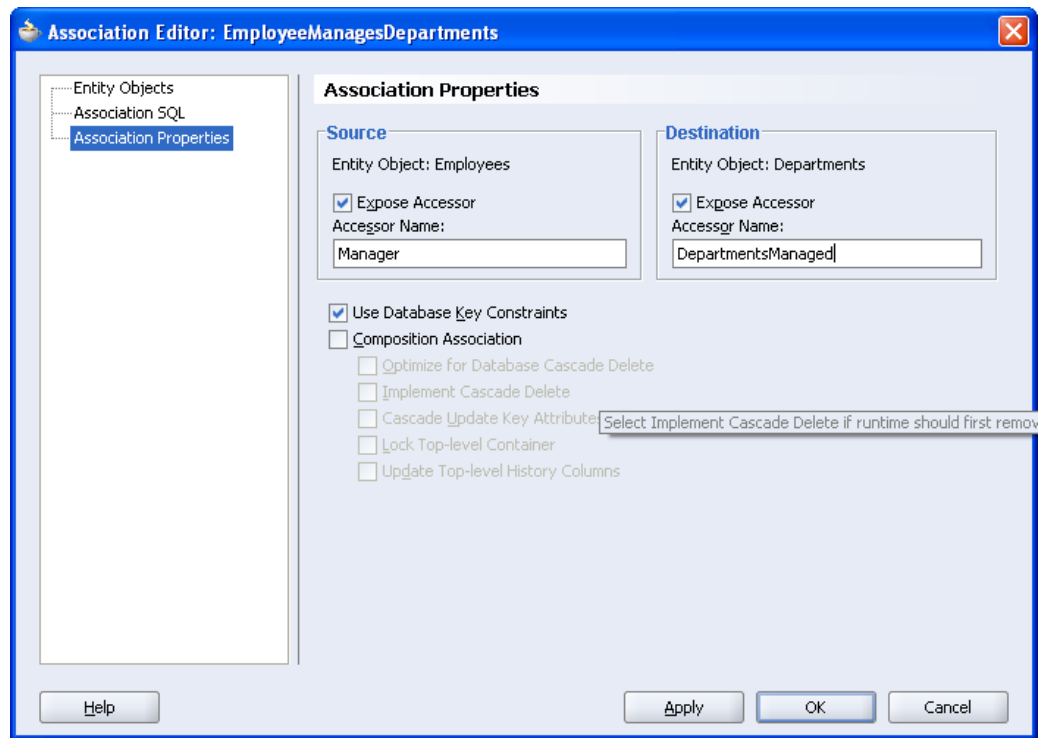 Association Editor: EmployeeManagesDepartments
Entity Objects
Association SQL
Association Properties
Association Properties
Source
Entity Object: Employees
Expose Accessor
Accessor Name:
Manager
Destination
Entity Object: Departments
Expose Accessor
Accessor Name:
DepartmentsManaged
Use Database Key Constraints
Composition Association
Optimize for Database Cascade Delete
Implement Cascade Delete
Cascade Update Key Attributes
Select Implement Cascade Delete if runtime should first remov
Lock Top-level Container
Update Top-level History Columns
Help
Apply
OK
Cancel